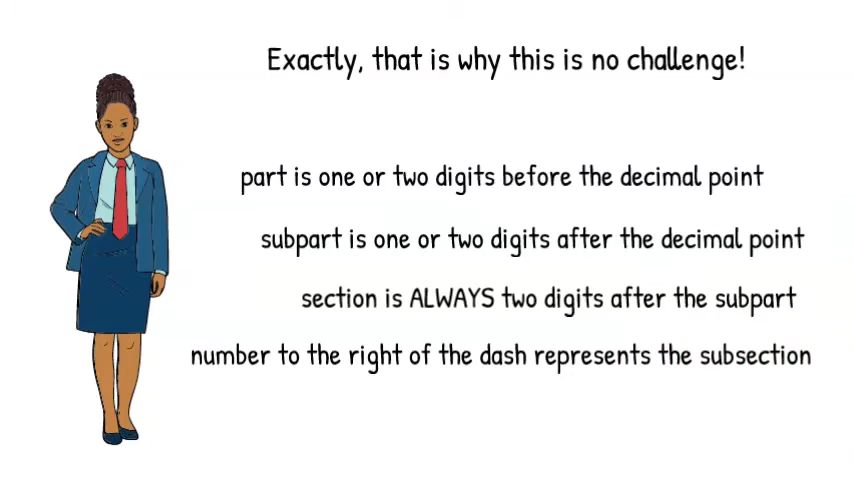 Exactly, that is why this is no challenge!
part is one or two digits before the decimal point
subpart is one or two digits after the decimal point
section is ALWAYS two digits after the subpart
number to the right of the dash represents the subsection